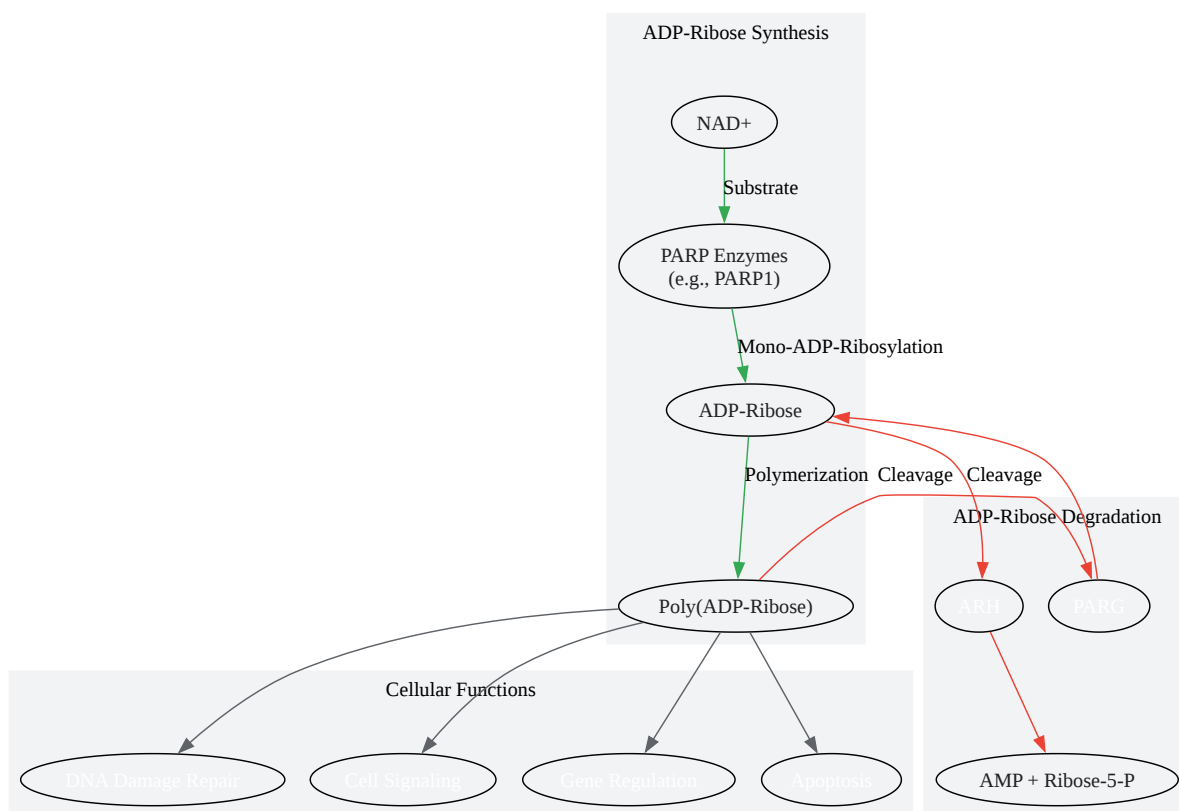 ADP-Ribose Synthesis
NAD+
Substrate
PARP Enzymes
(e.g., PARP1)
Mono-ADP-Ribosylation
ADP-Ribose
Polymerization
Cleavage
Cleavage
ADP-Ribose Degradation
Poly(ADP-Ribose)
ARH
PARG
Cellular Functions
DNA Damage Repair
Cell Signaling
Gene Regulation
Apoptosis
AMP + Ribose-5-P